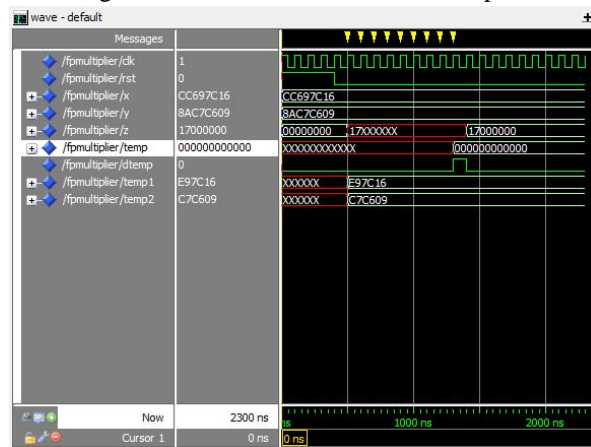 wave - default
Messages
/fpmultiplier/clk 1
/fpmultiplier/rst 0
/fpmultiplier/x CC697C16 CC697C16
/fpmultiplier/y 8AC7C609 8AC7C609
/fpmultiplier/z 17000000 00000000 17XXXXXX 17000000
/fpmultiplier/temp 000000000000 XXXXXXXXXXXX 000000000000
/fpmultiplier/dtemp 0
/fpmultiplier/temp1 E97C16 XXXXXX E97C16
/fpmultiplier/temp2 C7C609 XXXXXX C7C609
Now 2300 ns ns 1000 ns 2000 ns
Cursor 1 0 ns 0 ns